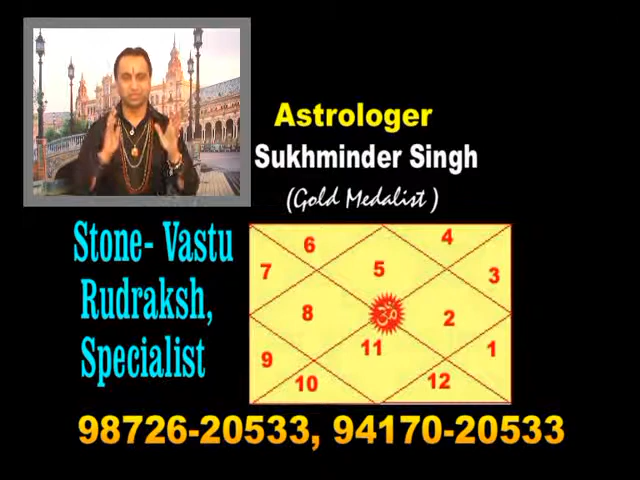 Astrologer
Sukhminder Singh
(Gold Medalist)
Stone- Vastu
Rudraksh,
Specialist
6
4
7
5
3
8
ॐ
2
11
9
1
10
12
98726-20533, 94170-20533